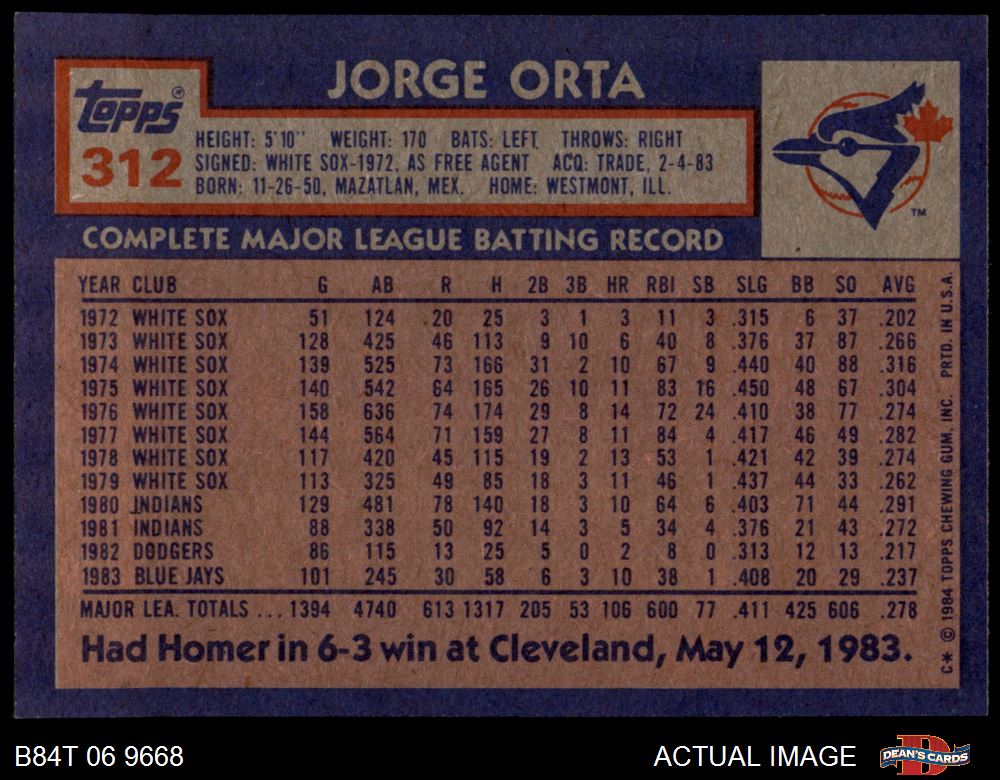 JORGE ORTA
Topps®
312
HEIGHT: 5'10" WEIGHT: 170 BATS: LEFT THROWS: RIGHT
SIGNED: WHITE SOX-1972, AS FREE AGENT ACQ: TRADE, 2-4-83
BORN: 11-26-50, MAZATLAN, MEX. HOME: WESTMONT, ILL.
TM
COMPLETE MAJOR LEAGUE BATTING RECORD
YEAR CLUB G AB R H 2B 3B HR RBI SB SLG BB SO AVG
1972 WHITE SOX 51 124 20 25 3 1 3 11 3 .315 6 37 .202
1973 WHITE SOX 128 425 46 113 9 10 6 40 8 .376 37 87 .266
1974 WHITE SOX 139 525 73 166 31 2 10 67 9 .440 40 88 .316
1975 WHITE SOX 140 542 64 165 26 10 11 83 16 .450 48 67 .304
1976 WHITE SOX 158 636 74 174 29 8 14 72 24 .410 38 77 .274
1977 WHITE SOX 144 564 71 159 27 8 11 84 4 .417 46 49 .282
1978 WHITE SOX 117 420 45 115 19 2 13 53 1 .421 42 39 .274
1979 WHITE SOX 113 325 49 85 18 3 11 46 1 .437 44 33 .262
1980 INDIANS 129 481 78 140 18 3 10 64 6 .403 71 44 .291
1981 INDIANS 88 338 50 92 14 3 5 34 4 .376 21 43 .272
1982 DODGERS 86 115 13 25 5 0 2 8 0 .313 12 13 .217
1983 BLUE JAYS 101 245 30 58 6 3 10 38 1 .408 20 29 .237
MAJOR LEA. TOTALS ... 1394 4740 613 1317 205 53 106 600 77 .411 425 606 .278
Had Homer in 6-3 win at Cleveland, May 12, 1983.
C* © 1984 TOPPS CHEWING GUM, INC. PRTD. IN U.S.A.
B84T 06 9668
ACTUAL IMAGE
DEAN'S CARDS